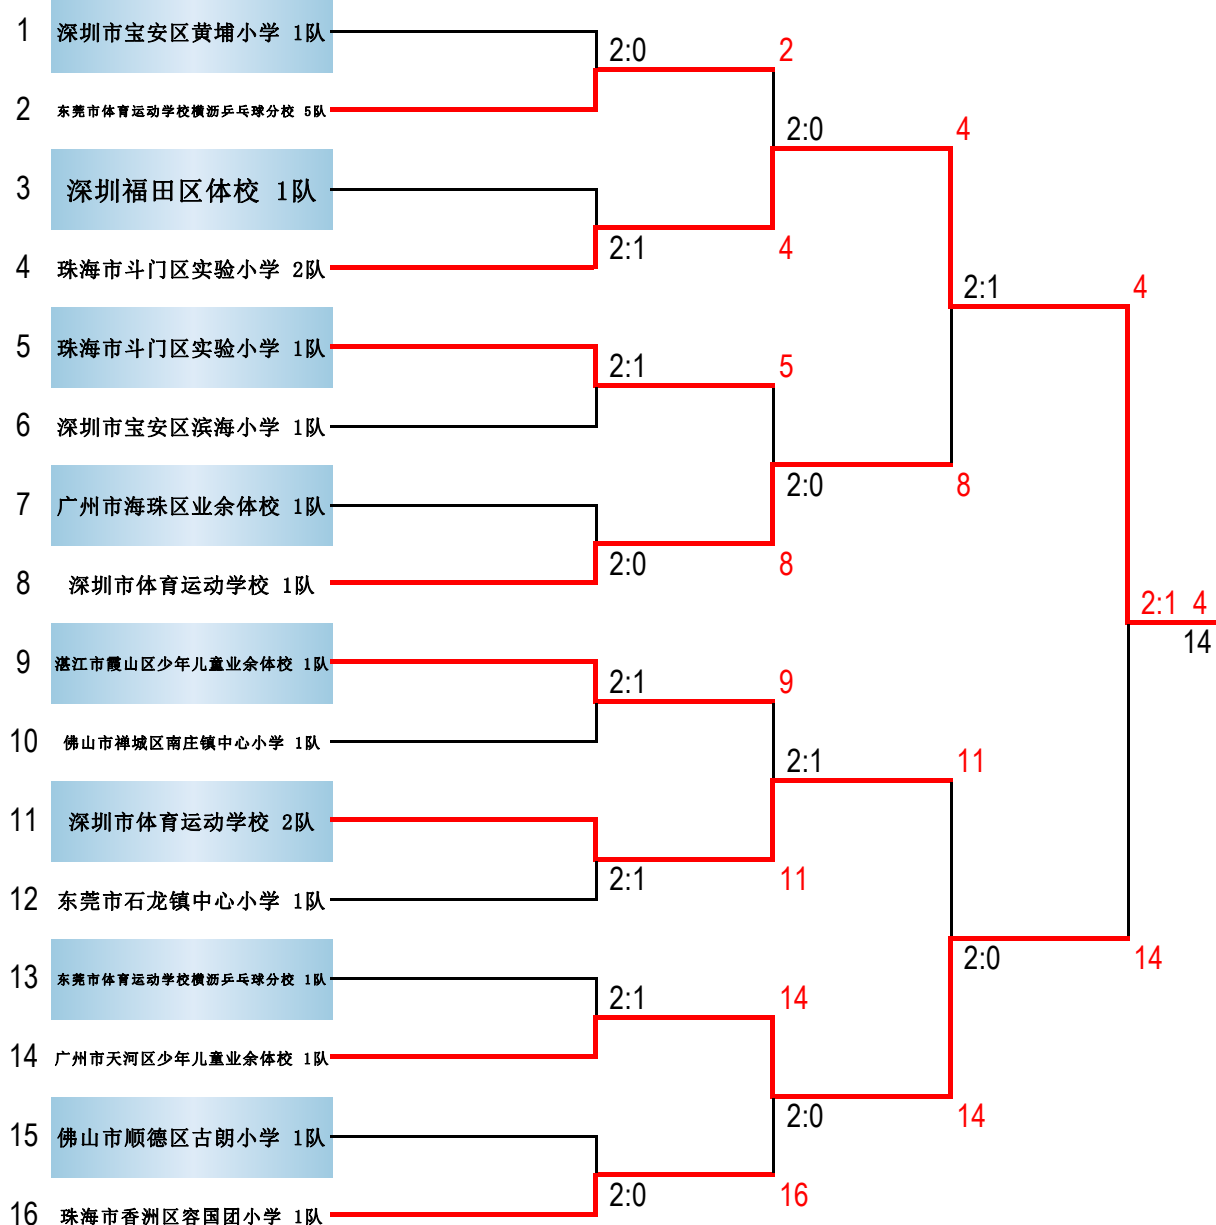 1 深圳市宝安区黄埔小学 1队
2:0 2
2 东莞市体育运动学校横沥乒乓球分校 5队
2:0 4
3 深圳福田区体校 1队
2:1 4
4 珠海市斗门区实验小学 2队
2:1 4
5 珠海市斗门区实验小学 1队
2:1 5
6 深圳市宝安区滨海小学 1队
2:0 8
7 广州市海珠区业余体校 1队
2:0 8
8 深圳市体育运动学校 1队
2:1 4
14
9 湛江市霞山区少年儿童业余体校 1队
2:1 9
10 佛山市禅城区南庄镇中心小学 1队
2:1 11
11 深圳市体育运动学校 2队
2:1 11
12 东莞市石龙镇中心小学 1队
2:0 14
13 东莞市体育运动学校横沥乒乓球分校 1队
2:1 14
14 广州市天河区少年儿童业余体校 1队
2:0 14
15 佛山市顺德区古朗小学 1队
2:0 16
16 珠海市香洲区容国团小学 1队